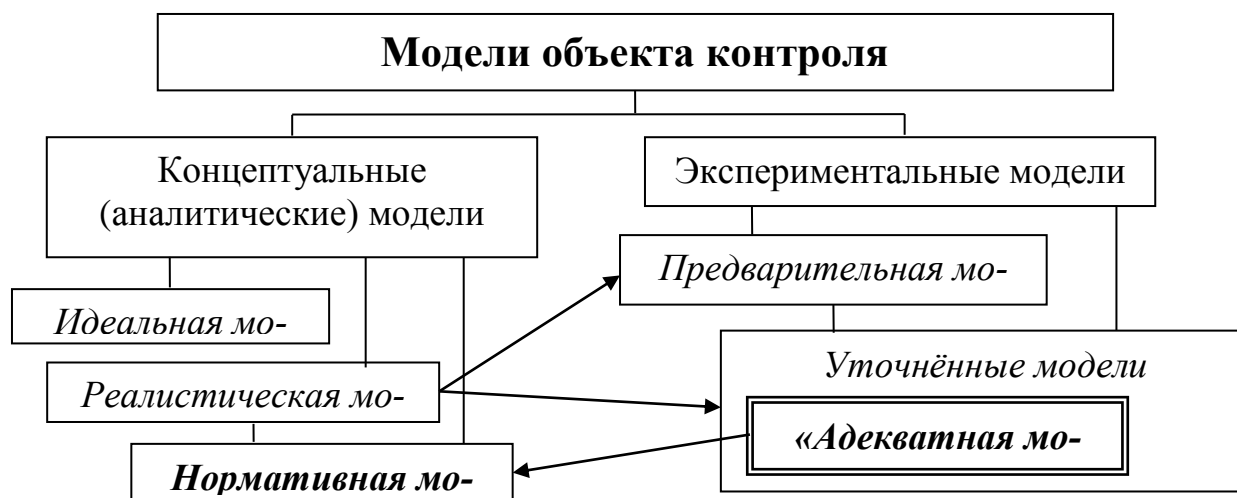 Модели объекта контроля
Концептуальные
(аналитические) модели
Экспериментальные модели
Предварительная мо-
Идеальная мо-
Уточнённые модели
Реалистическая мо-
«Адекватная мо-
Нормативная мо-